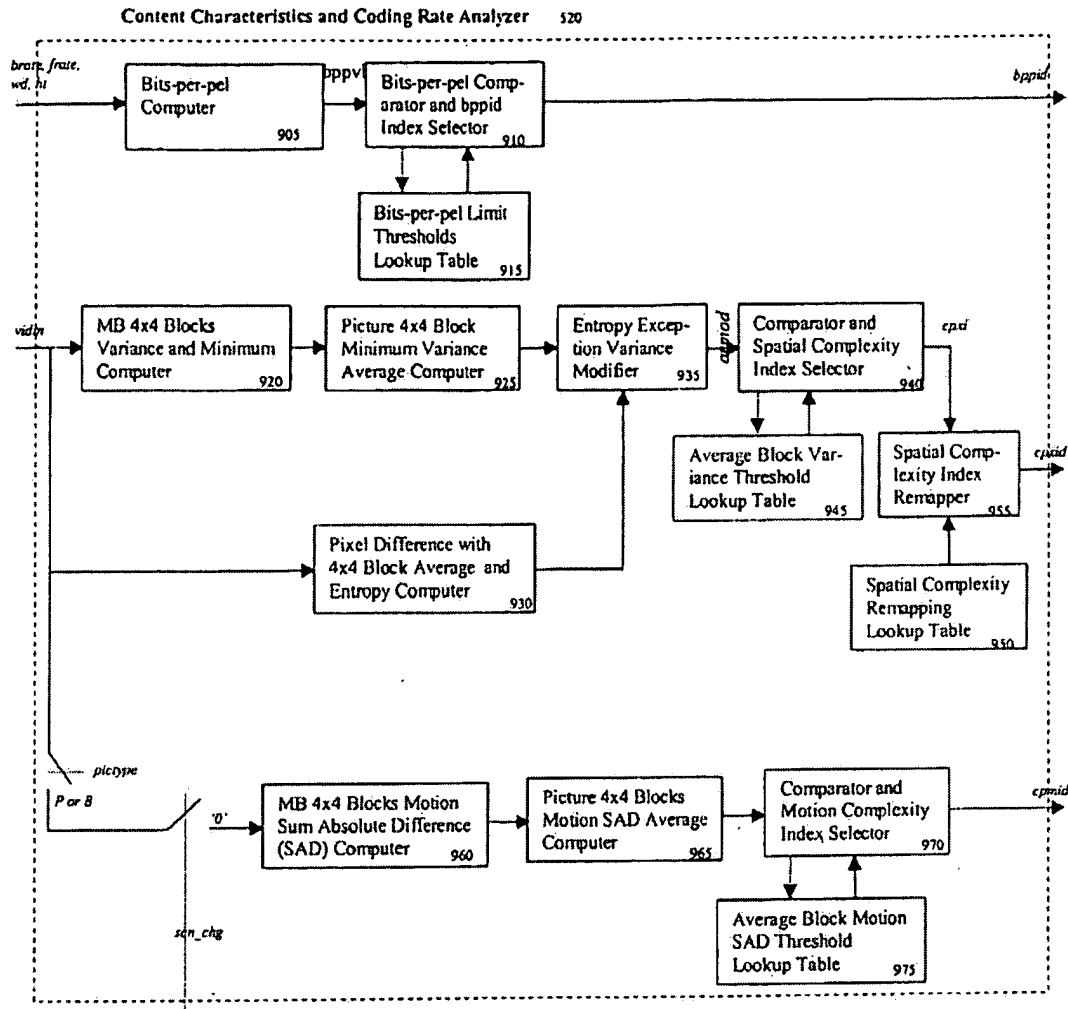 Content Characteristics and Coding Rate Analyzer 520
brate, frate,
wd, ht
Bits-per-pel
Computer
905
bppvl
Bits-per-pel Comp-
arator and bppid
Index Selector
910
bppid
Bits-per-pel Limit
Thresholds
Lookup Table
915
vidin
MB 4x4 Blocks
Variance and Minimum
Computer
920
Picture 4x4 Block
Minimum Variance
Average Computer
925
Entropy Excep-
tion Variance
Modifier
935
Comparator and
Spatial Complexity
Index Selector
940
Average Block Var-
iance Threshold
Lookup Table
945
Spatial Comp-
lexity Index
Remapper
955
Pixel Difference with
4x4 Block Average and
Entropy Computer
930
Spatial Complexity
Remapping
Lookup Table
950
pictype
P or B
'0'
MB 4x4 Blocks Motion
Sum Absolute Difference
(SAD) Computer
960
Picture 4x4 Blocks
Motion SAD Average
Computer
965
Comparator and
Motion Complexity
Index Selector
970
cpmid
scn_chg
Average Block Motion
SAD Threshold
Lookup Table
975